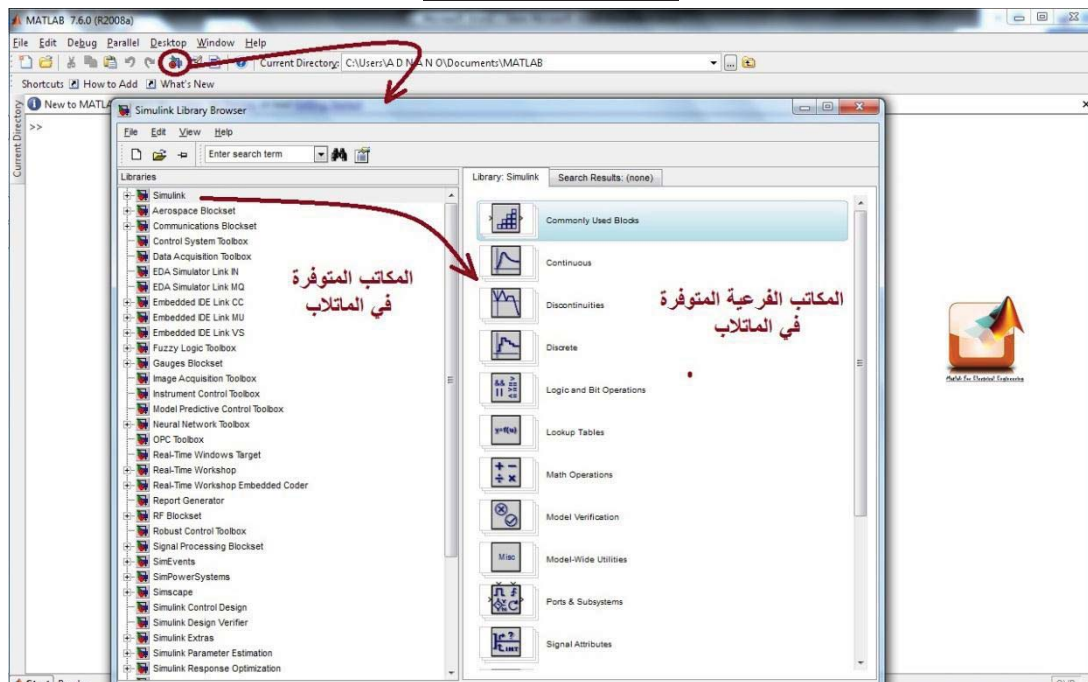 MATLAB 7.6.0 (R2008a)
File Edit Debug Parallel Desktop Window Help
Current Directory: C:\Users\A D N A N O\Documents\MATLAB
Shortcuts How to Add What's New
New to MATLA
Current Directory
>>
Simulink Library Browser
File Edit View Help
Enter search term
Libraries
Library: Simulink Search Results: (none)
Simulink
Aerospace Blockset
Communications Blockset
Control System Toolbox
Data Acquisition Toolbox
EDA Simulator Link IN
EDA Simulator Link MQ
Embedded IDE Link CC
Embedded IDE Link MU
Embedded IDE Link VS
Fuzzy Logic Toolbox
Gauges Blockset
Image Acquisition Toolbox
Instrument Control Toolbox
Model Predictive Control Toolbox
Neural Network Toolbox
OPC Toolbox
Real-Time Windows Target
Real-Time Workshop
Real-Time Workshop Embedded Coder
Report Generator
RF Blockset
Robust Control Toolbox
Signal Processing Blockset
SimEvents
SimPowerSystems
Simscape
Simulink Control Design
Simulink Design Verifier
Simulink Extras
Simulink Parameter Estimation
Simulink Response Optimization
المكاتب المتوفرة
في الماتلاب
Commonly Used Blocks
Continuous
Discontinuities
Discrete
Logic and Bit Operations
y=f(u)
Lookup Tables
Math Operations
Model Verification
Misc
Model-Wide Utilities
Ports & Subsystems
Signal Attributes
المكاتب الفرعية المتوفرة
في الماتلاب
Matlab For Electrical Engineering